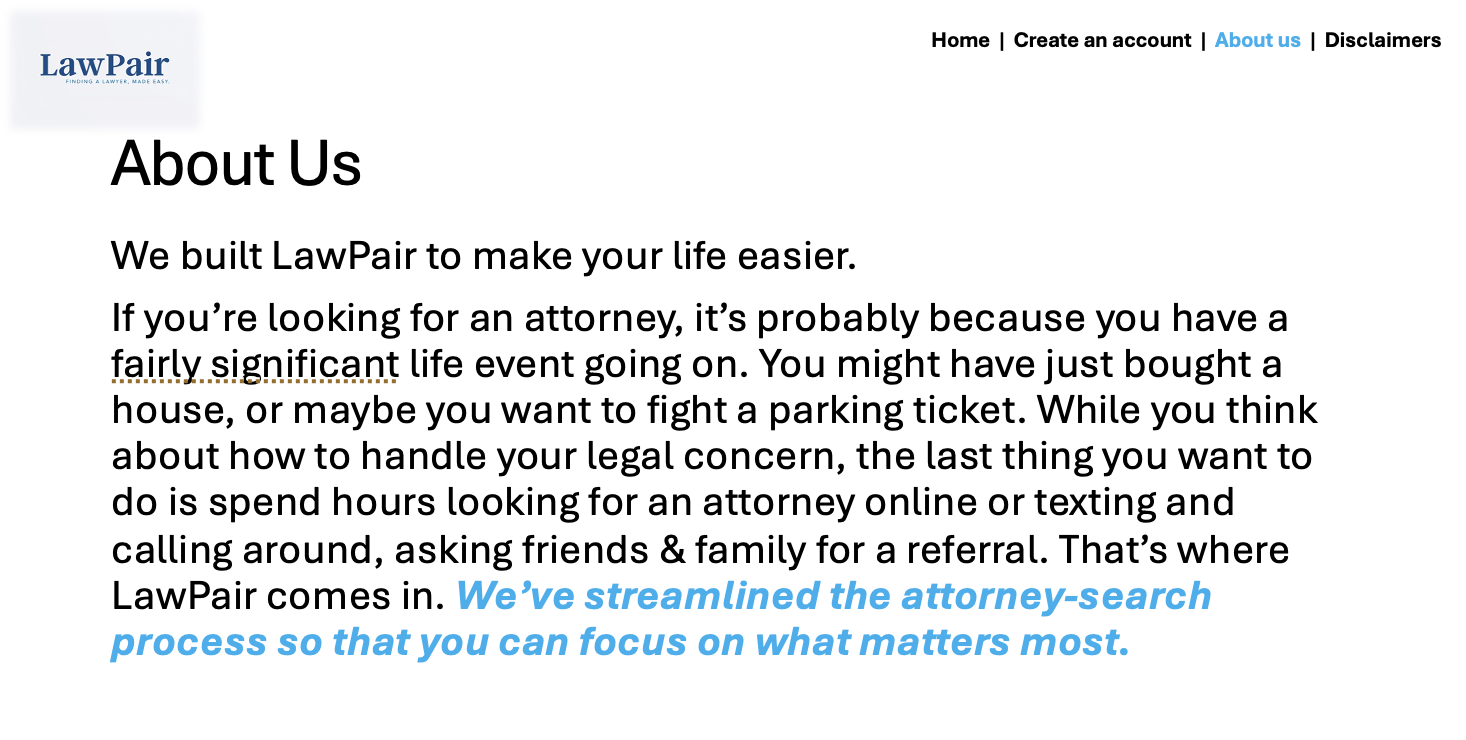 LawPair
FINDING A LAWYER, MADE EASY.
Home | Create an account | About us | Disclaimers
About Us
We built LawPair to make your life easier.
If you’re looking for an attorney, it’s probably because you have a
fairly significant life event going on. You might have just bought a
house, or maybe you want to fight a parking ticket. While you think
about how to handle your legal concern, the last thing you want to
do is spend hours looking for an attorney online or texting and
calling around, asking friends & family for a referral. That’s where
LawPair comes in. We’ve streamlined the attorney-search
process so that you can focus on what matters most.